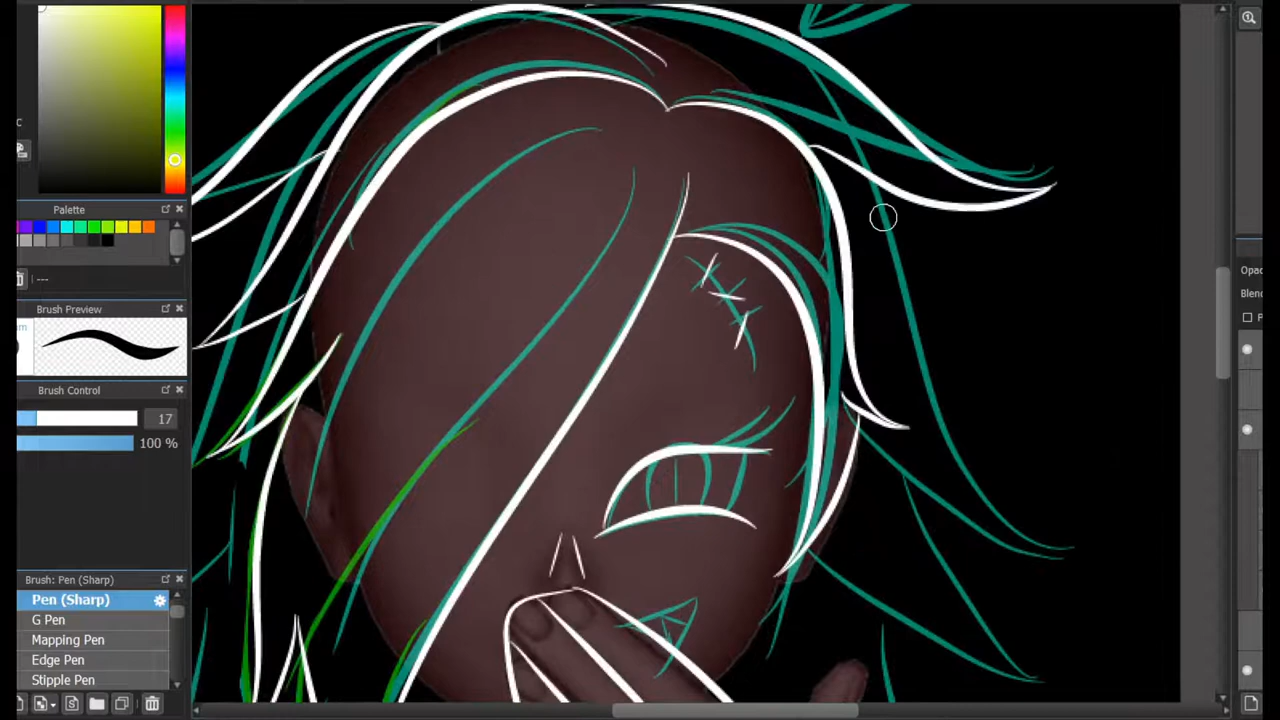 C
Palette
---
Brush Preview
Brush Control
17
100 %
Brush: Pen (Sharp)
Pen (Sharp)
G Pen
Mapping Pen
Edge Pen
Stipple Pen
Opac
Blend
P